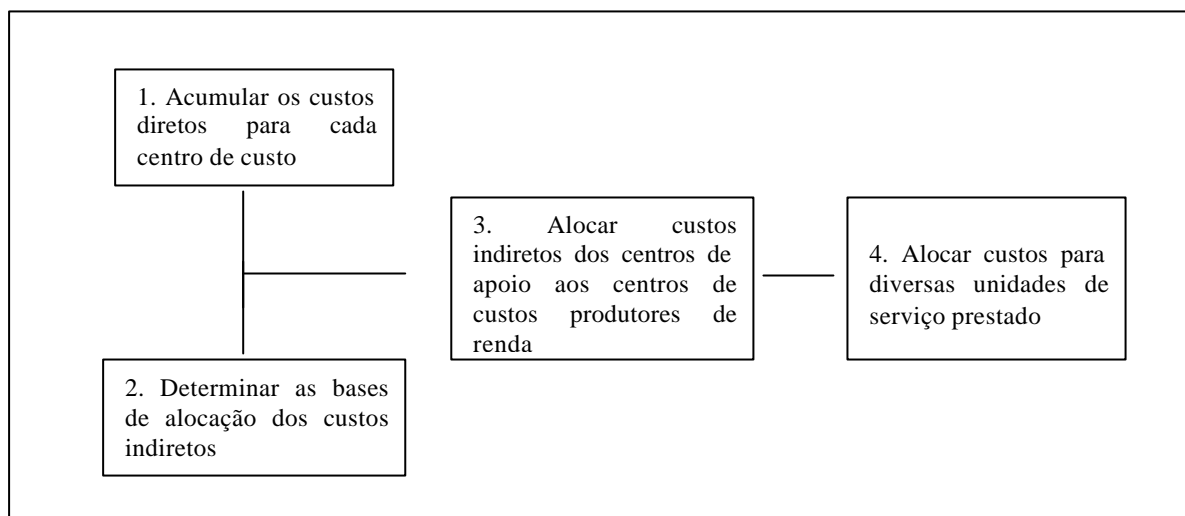 1. Acumular os custos
diretos para cada
centro de custo
3. Alocar custos
indiretos dos centros de
apoio aos centros de
custos produtores de
renda
4. Alocar custos para
diversas unidades de
serviço prestado
2. Determinar as bases
de alocação dos custos
indiretos